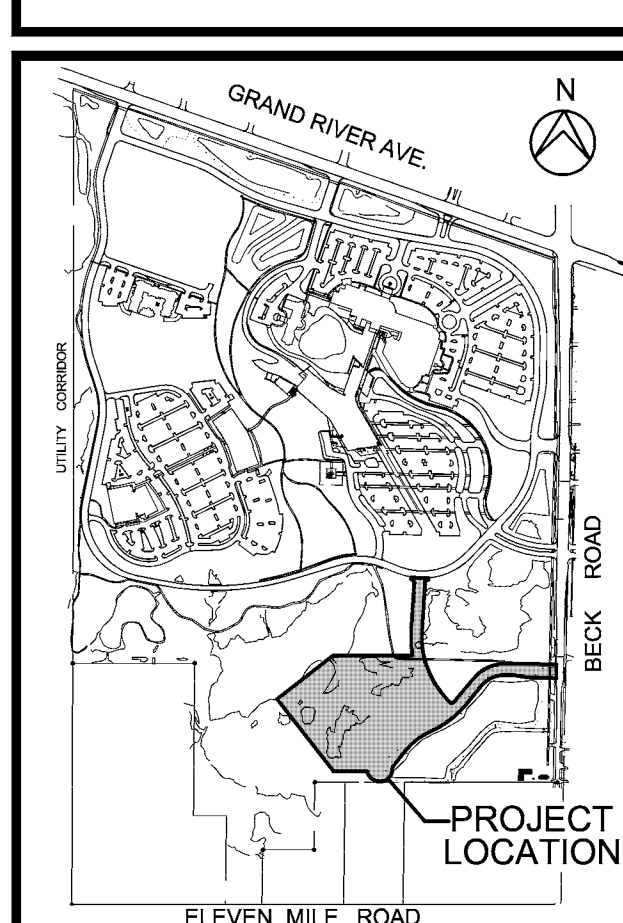 GRAND RIVER AVE.
N
UTILITY CORRIDOR
BECK ROAD
PROJECT
LOCATION
ELEVEN MILE ROAD